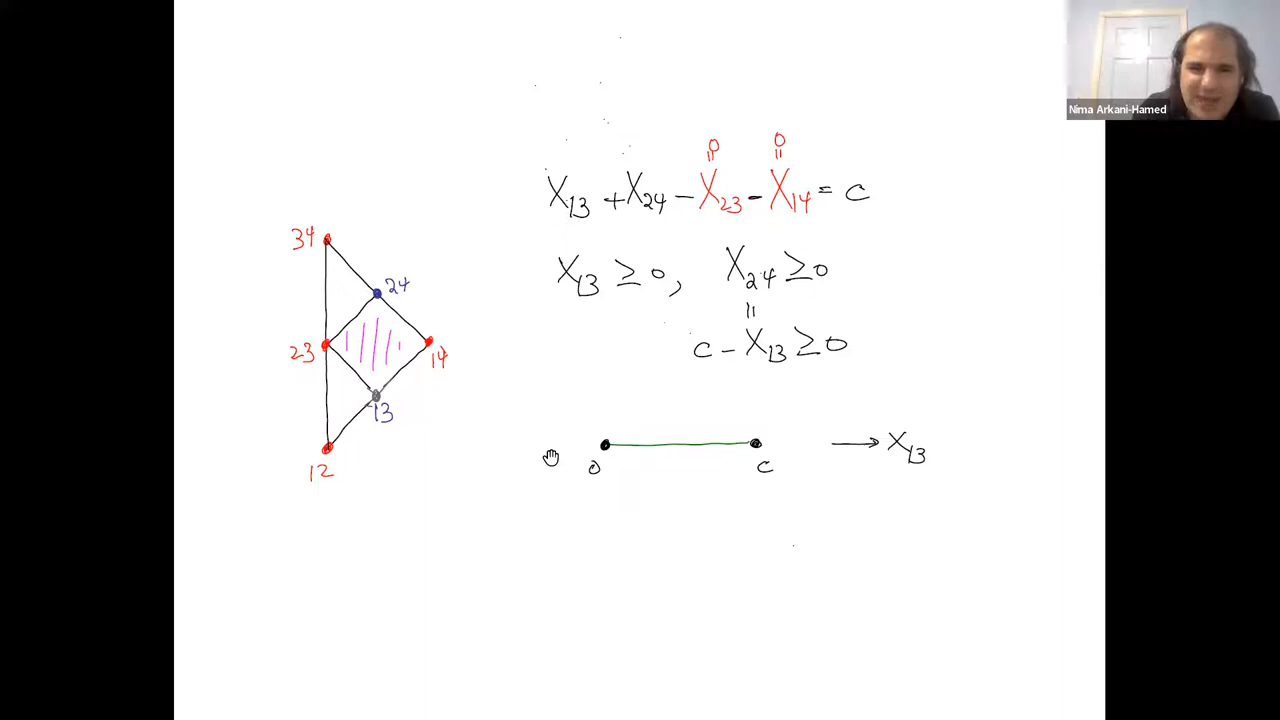 Nima Arkani-Hamed
0 0
= =
X₁₃ + X₂₄ - X₂₃ - X₁₄ = c
X₁₃ ≥ 0, X₂₄ ≥ 0
=
c - X₁₃ ≥ 0
34
24
23
14
13
12
0 c → X₁₃